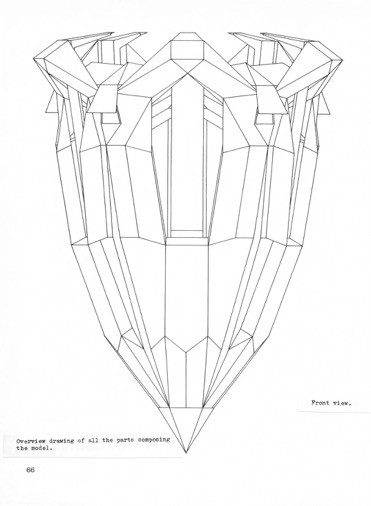 Front view.
Overview drawing of all the parts composing
the model.
66